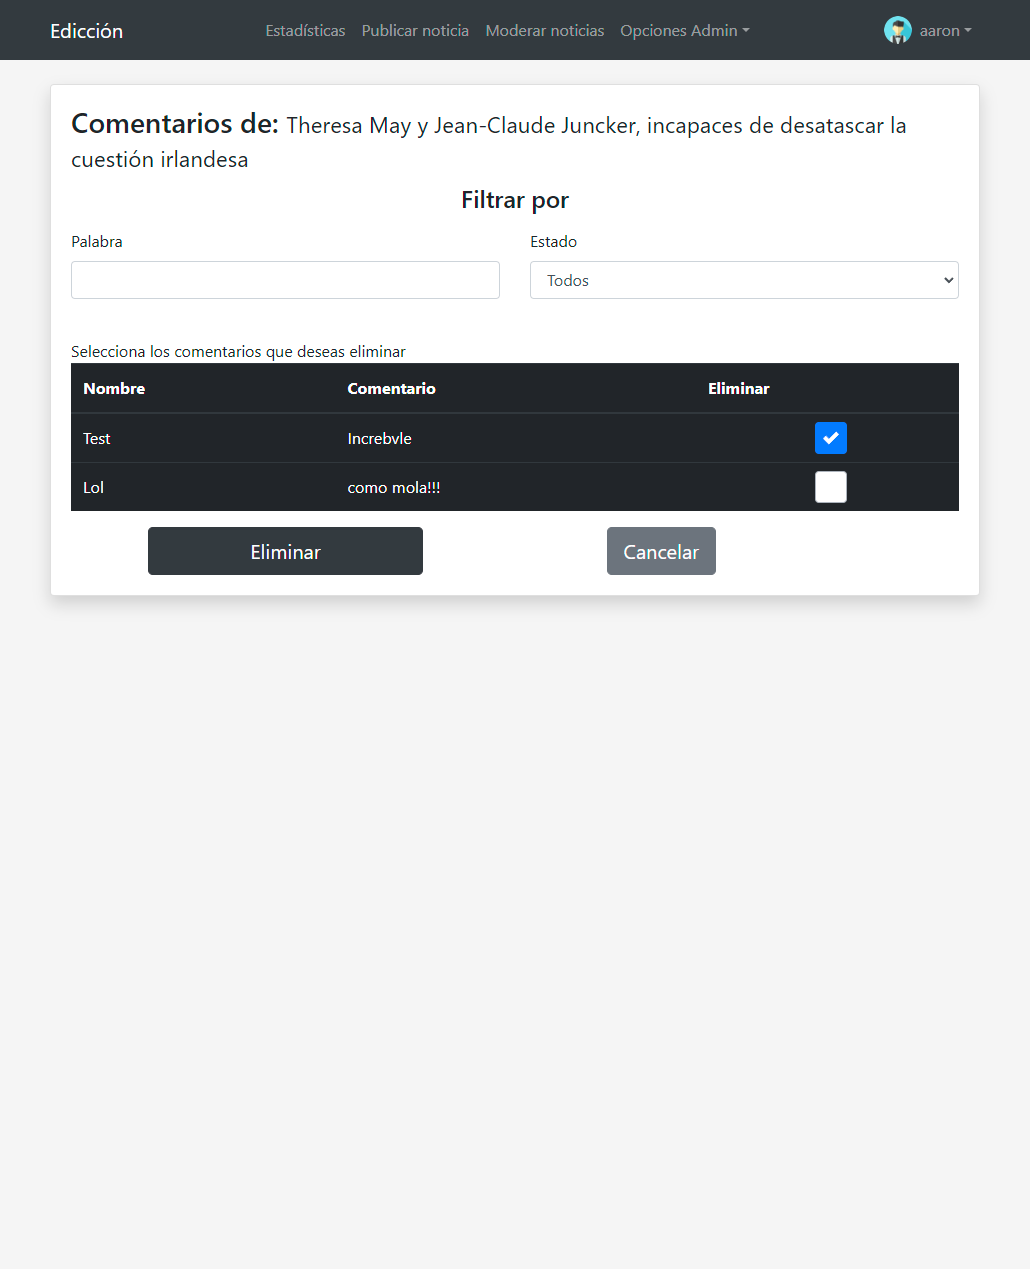 Edicción
Estadísticas
Publicar noticia
Moderar noticias
Opciones Admin
aaron
Comentarios de: Theresa May y Jean-Claude Juncker, incapaces de desatascar la
cuestión irlandesa
Filtrar por
Palabra
Estado
Todos
Selecciona los comentarios que deseas eliminar
Nombre Comentario Eliminar
Test Increbvle
Lol como mola!!!
Eliminar
Cancelar